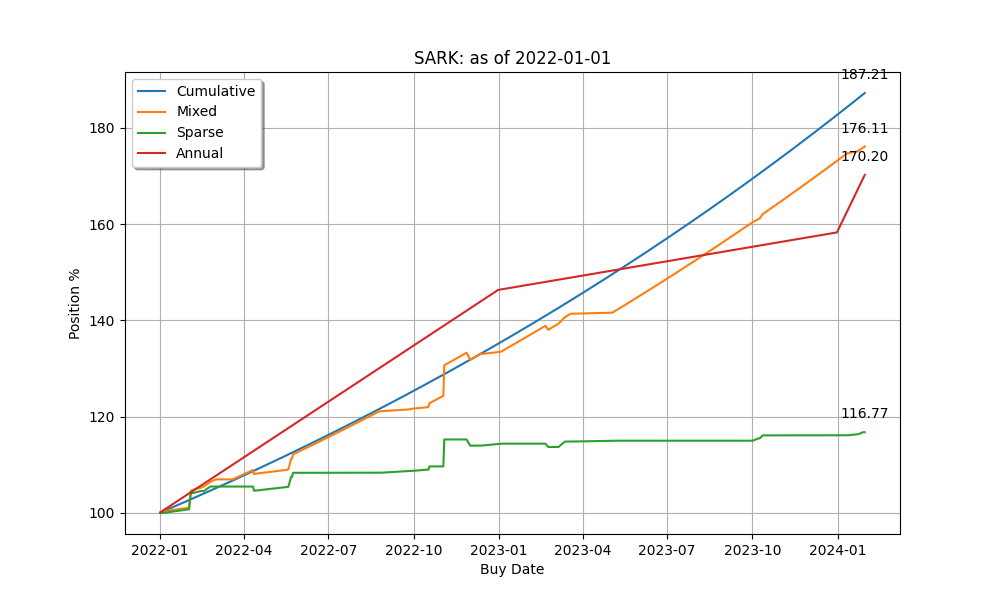 SARK: as of 2022-01-01
187.21
Cumulative
Mixed
Sparse
Annual
176.11
170.20
116.77
Position %
180
160
140
120
100
2022-01 2022-04 2022-07 2022-10 2023-01 2023-04 2023-07 2023-10 2024-01
Buy Date